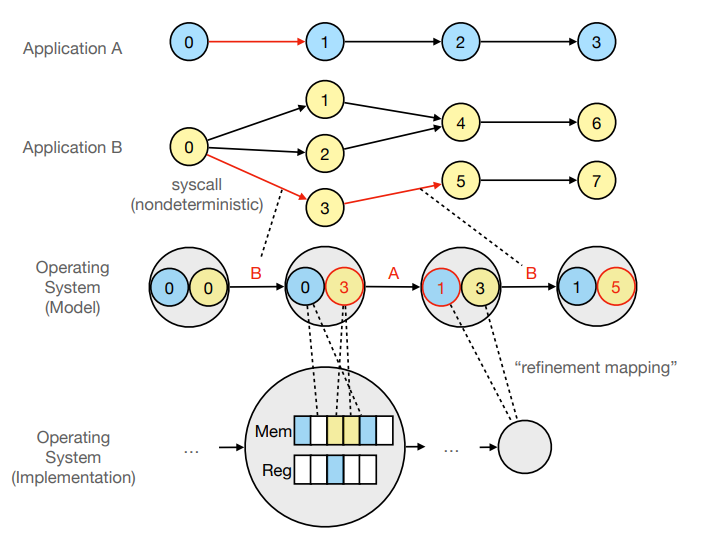 Application A
0
1
2
3
Application B
0
1
2
3
4
5
6
7
syscall
(nondeterministic)
Operating
System
(Model)
0 0
B
0 3
A
1 3
B
1 5
“refinement mapping”
Operating
System
(Implementation)
...
Mem
Reg
...